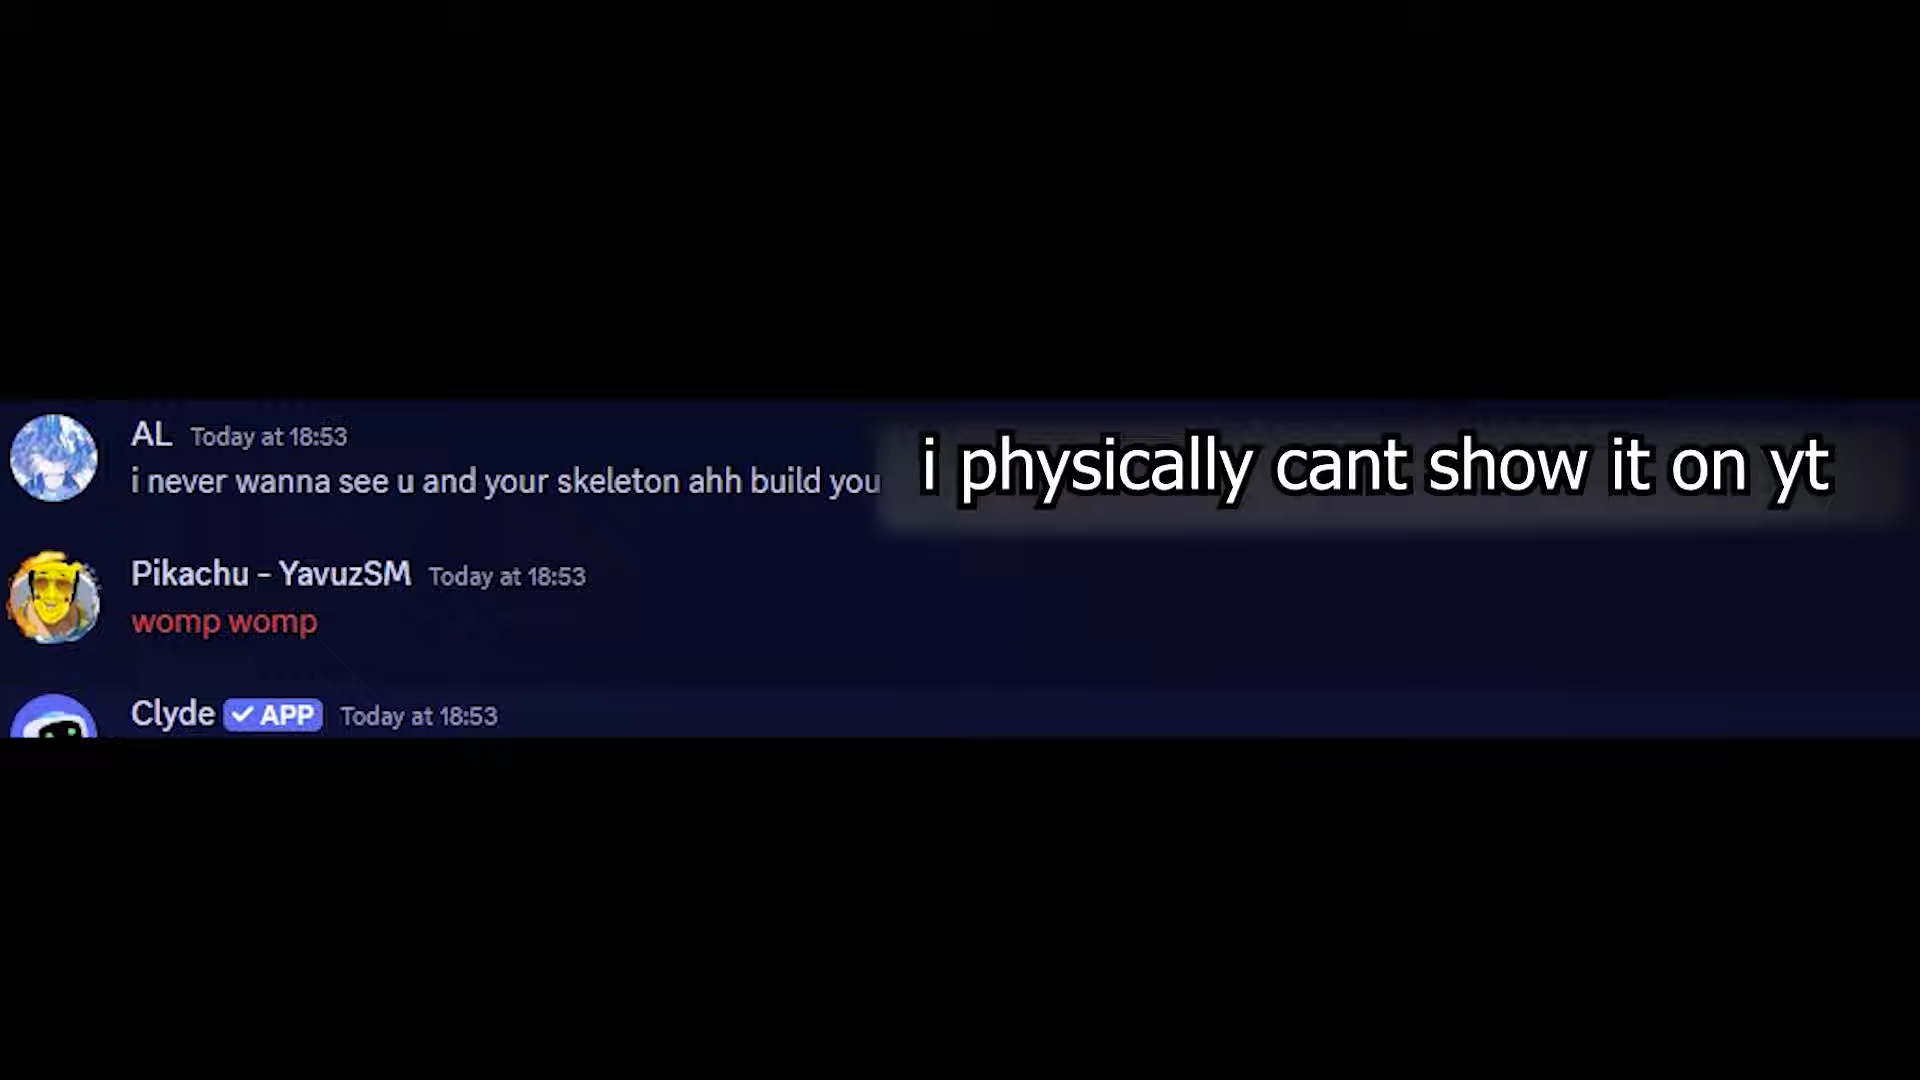 AL Today at 18:53
i never wanna see u and your skeleton ahh build you i physically cant show it on yt
Pikachu - YavuzSM Today at 18:53
womp womp
Clyde APP Today at 18:53